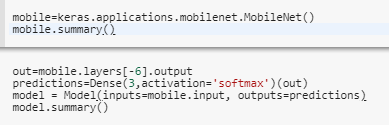 mobile=keras.applications.mobilenet.MobileNet()
mobile.summary()
out=mobile.layers[-6].output
predictions=Dense(3,activation='softmax')(out)
model = Model(inputs=mobile.input, outputs=predictions)
model.summary()